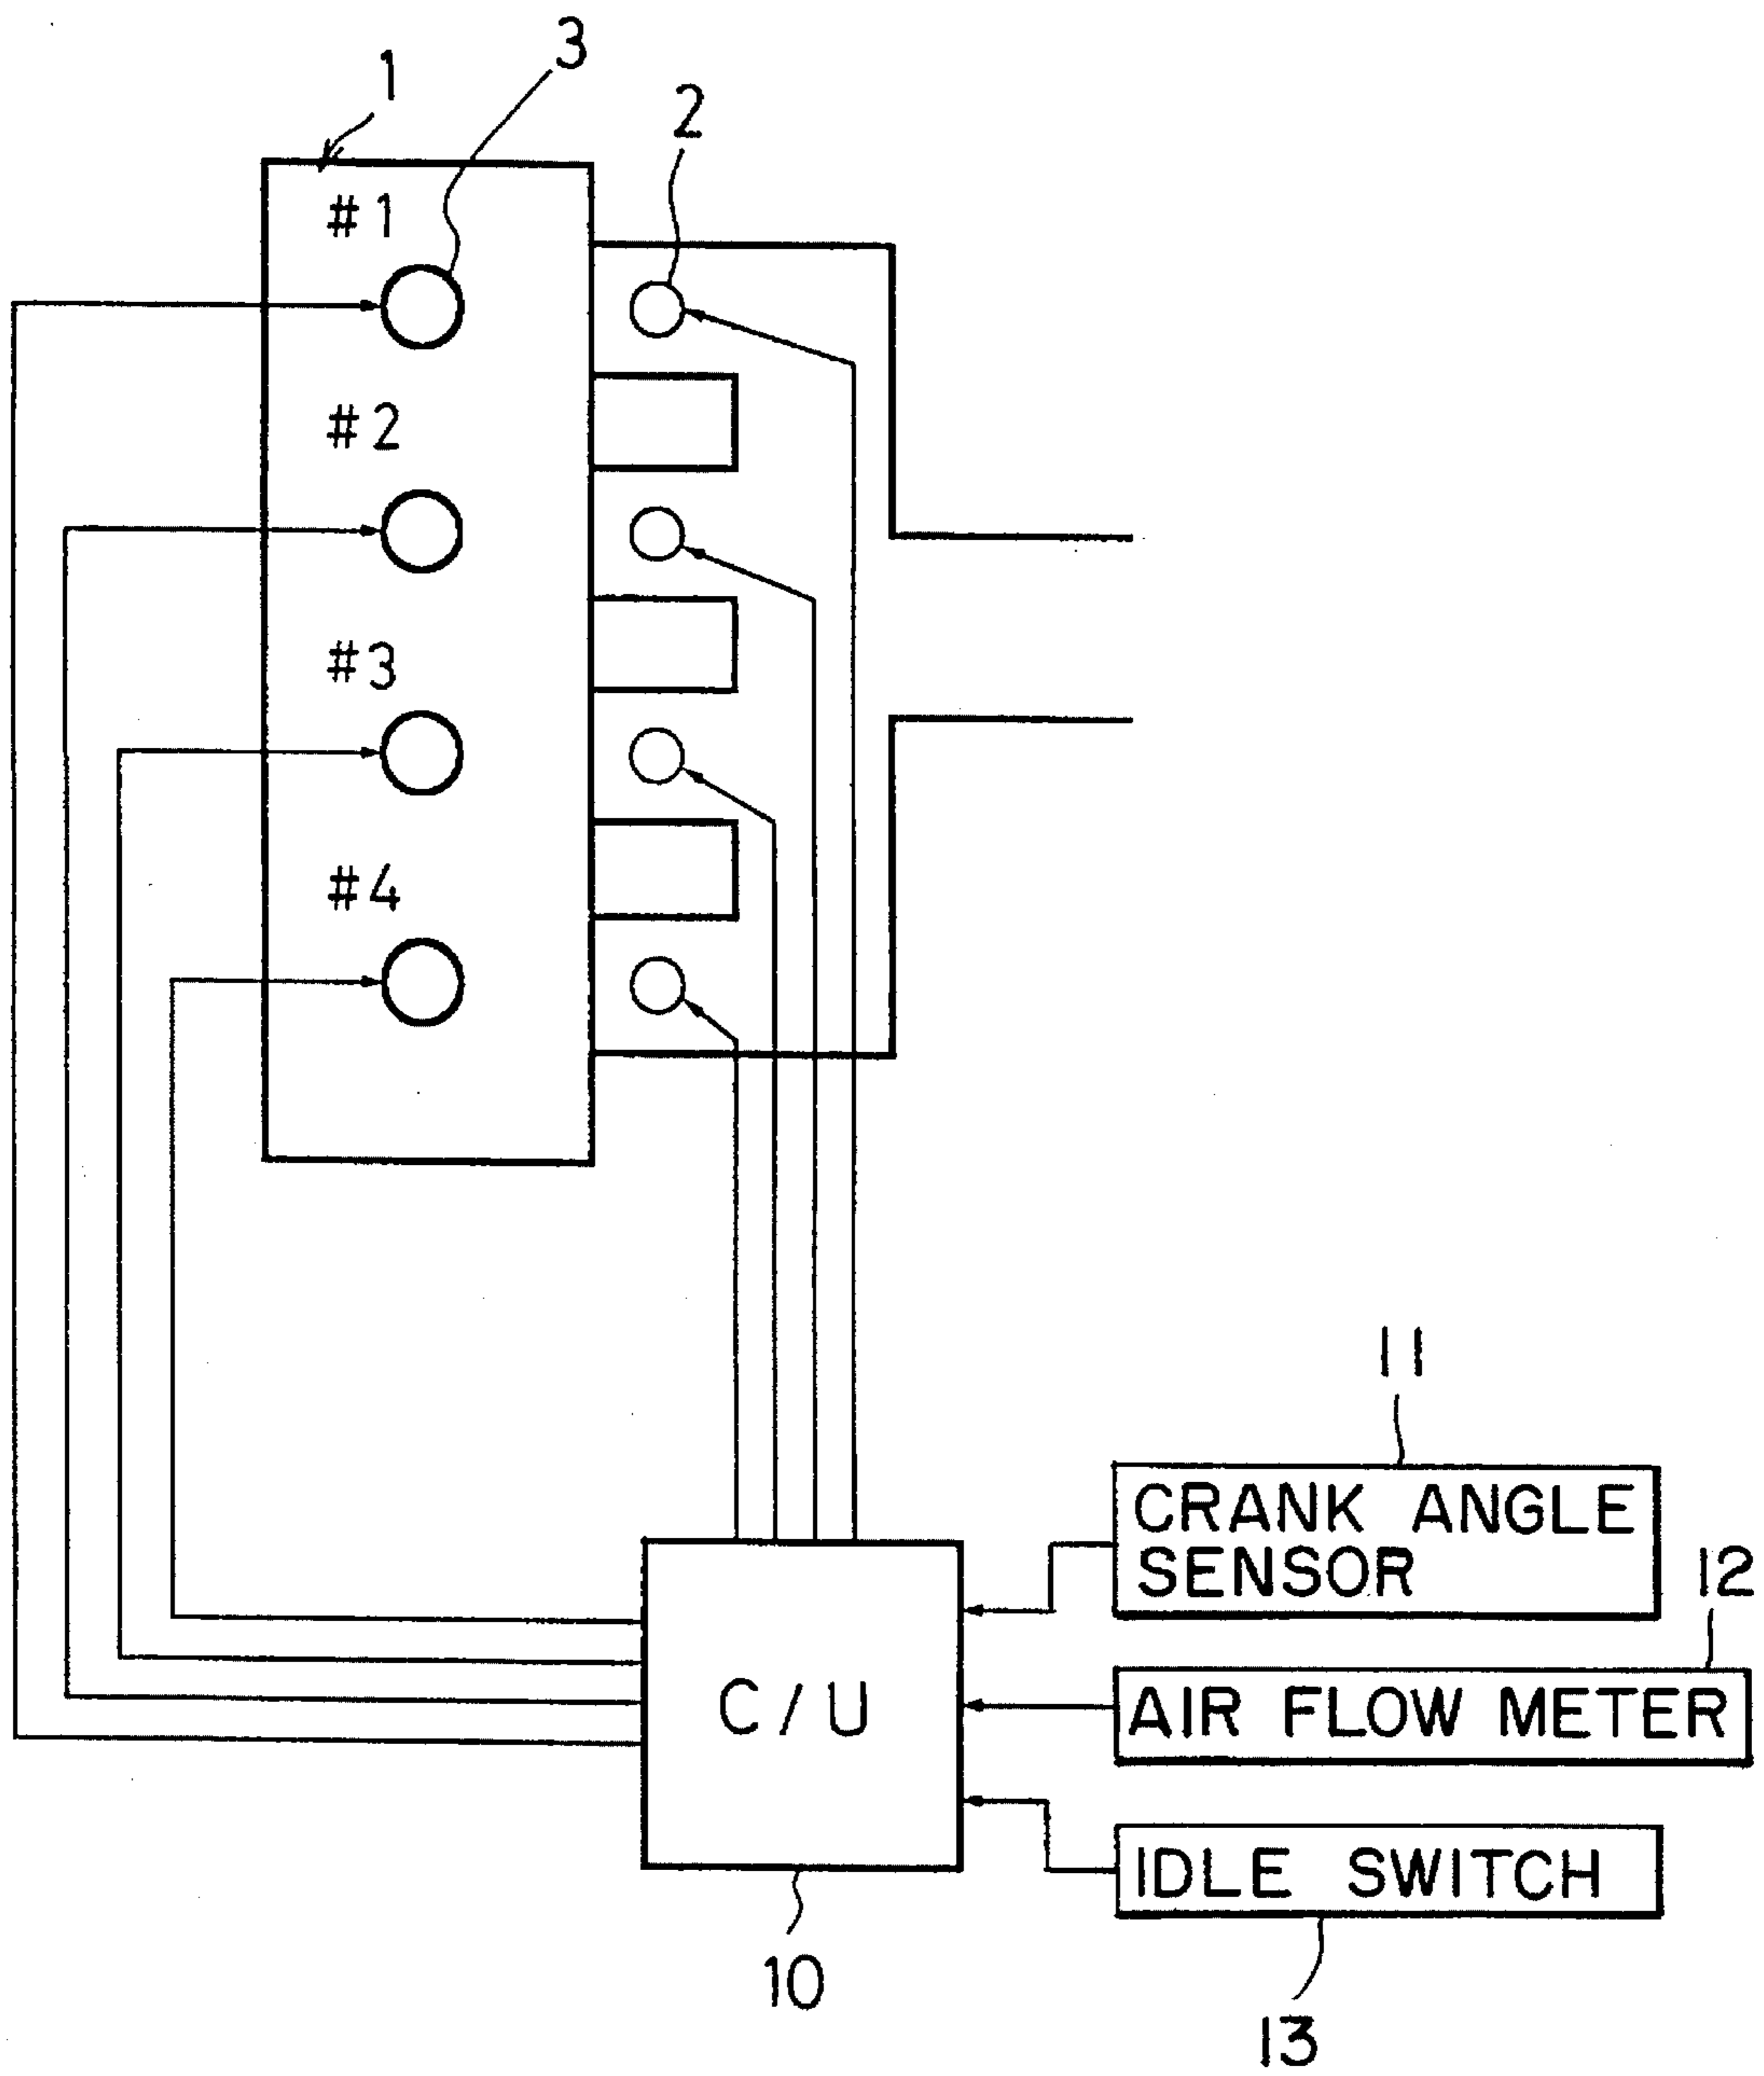 3
1
2
#1
#2
#3
#4
11
CRANK ANGLE
SENSOR
12
C/U
AIR FLOW METER
IDLE SWITCH
10
13